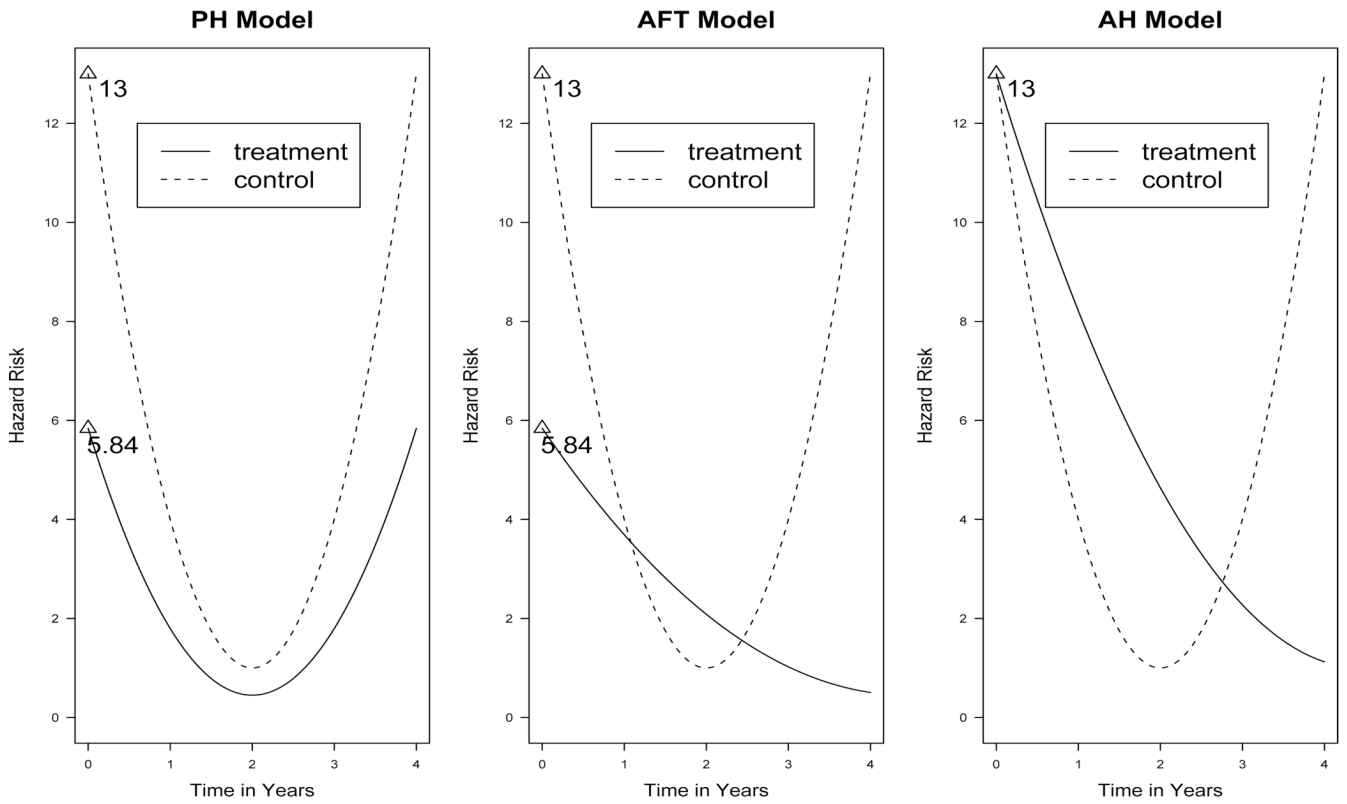 PH Model
13
treatment
control
5.84
12
10
8
6
4
2
0
Hazard Risk
0 1 2 3 4
Time in Years
AFT Model
13
treatment
control
5.84
12
10
8
6
4
2
0
Hazard Risk
0 1 2 3 4
Time in Years
AH Model
13
treatment
control
12
10
8
6
4
2
0
Hazard Risk
0 1 2 3 4
Time in Years